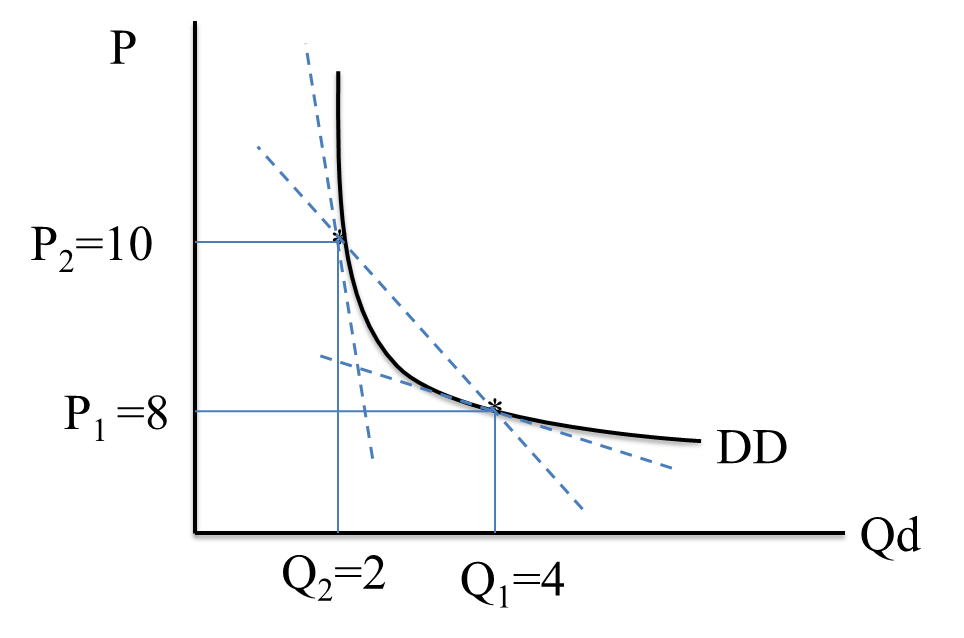 P
P₂=10
P₁ =8
DD
Qd
Q₂=2
Q₁=4